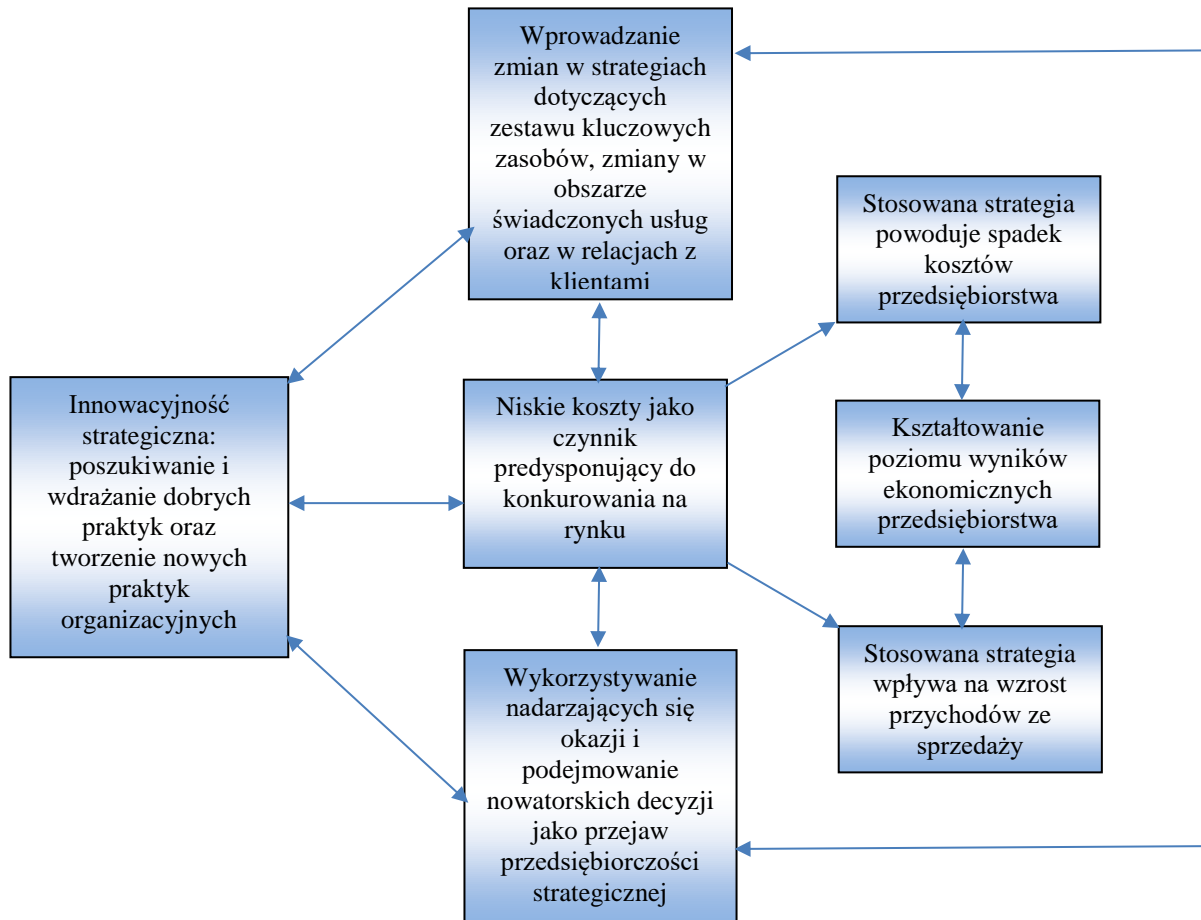 Wprowadzanie
zmian w strategiach
dotyczących
zestawu kluczowych
zasobów, zmiany w
obszarze
świadczonych usług
oraz w relacjach z
klientami
Stosowana strategia
powoduje spadek
kosztów
przedsiębiorstwa
Innowacyjność
strategiczna:
poszukiwanie i
wdrażanie dobrych
praktyk oraz
tworzenie nowych
praktyk
organizacyjnych
Niskie koszty jako
czynnik
predysponujący do
konkurowania na
rynku
Kształtowanie
poziomu wyników
ekonomicznych
przedsiębiorstwa
Wykorzystywanie
nadarzających się
okazji i
podejmowanie
nowatorskich decyzji
jako przejaw
przedsiębiorczości
strategicznej
Stosowana strategia
wpływa na wzrost
przychodów ze
sprzedaży